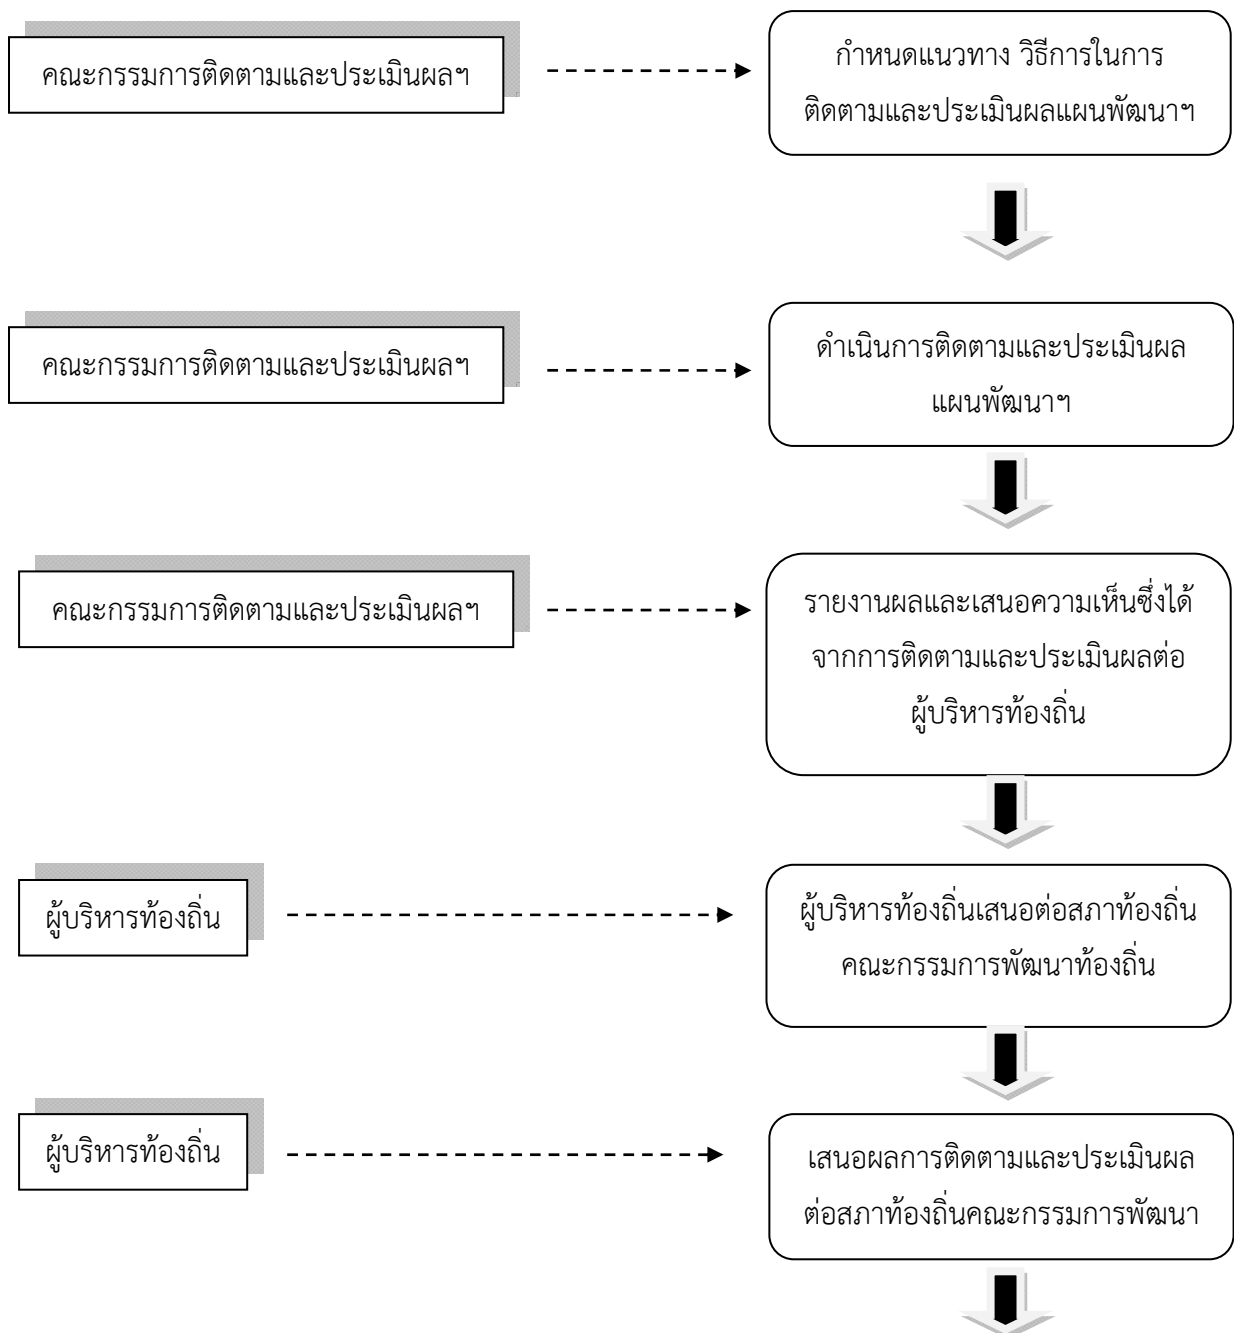 คณะกรรมการติดตามและประเมินผลฯ
กำหนดแนวทาง วิธีการในการ
ติดตามและประเมินผลแผนพัฒนาฯ
คณะกรรมการติดตามและประเมินผลฯ
ดำเนินการติดตามและประเมินผล
แผนพัฒนาฯ
คณะกรรมการติดตามและประเมินผลฯ
รายงานผลและเสนอความเห็นซึ่งได้
จากการติดตามและประเมินผลต่อ
ผู้บริหารท้องถิ่น
ผู้บริหารท้องถิ่น
ผู้บริหารท้องถิ่นเสนอต่อสภาท้องถิ่น
คณะกรรมการพัฒนาท้องถิ่น
ผู้บริหารท้องถิ่น
เสนอผลการติดตามและประเมินผล
ต่อสภาท้องถิ่นคณะกรรมการพัฒนา